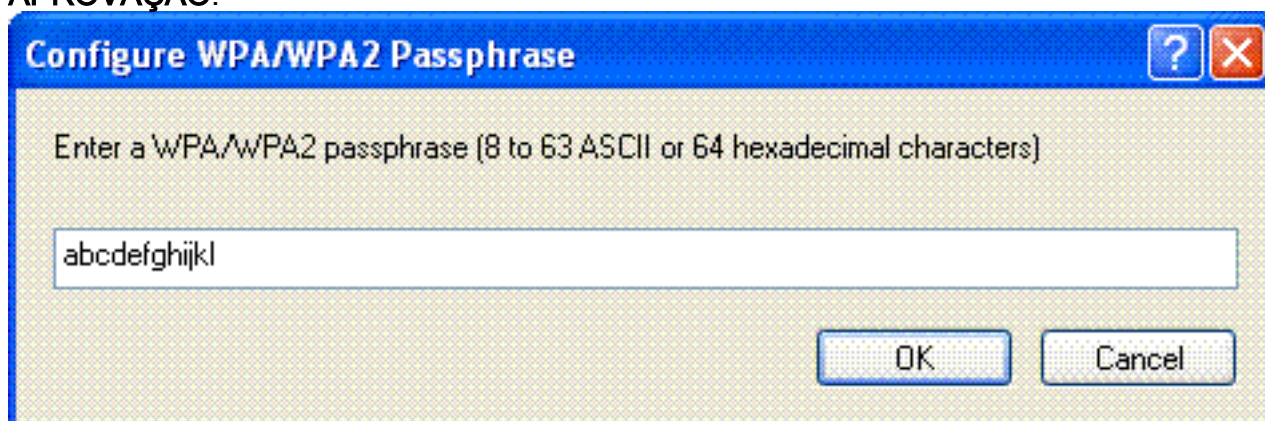 APROVAÇÃO.
Configure WPA/WPA2 Passphrase
Enter a WPA/WPA2 passphrase (8 to 63 ASCII or 64 hexadecimal characters)
abcdefghijkl
OK Cancel